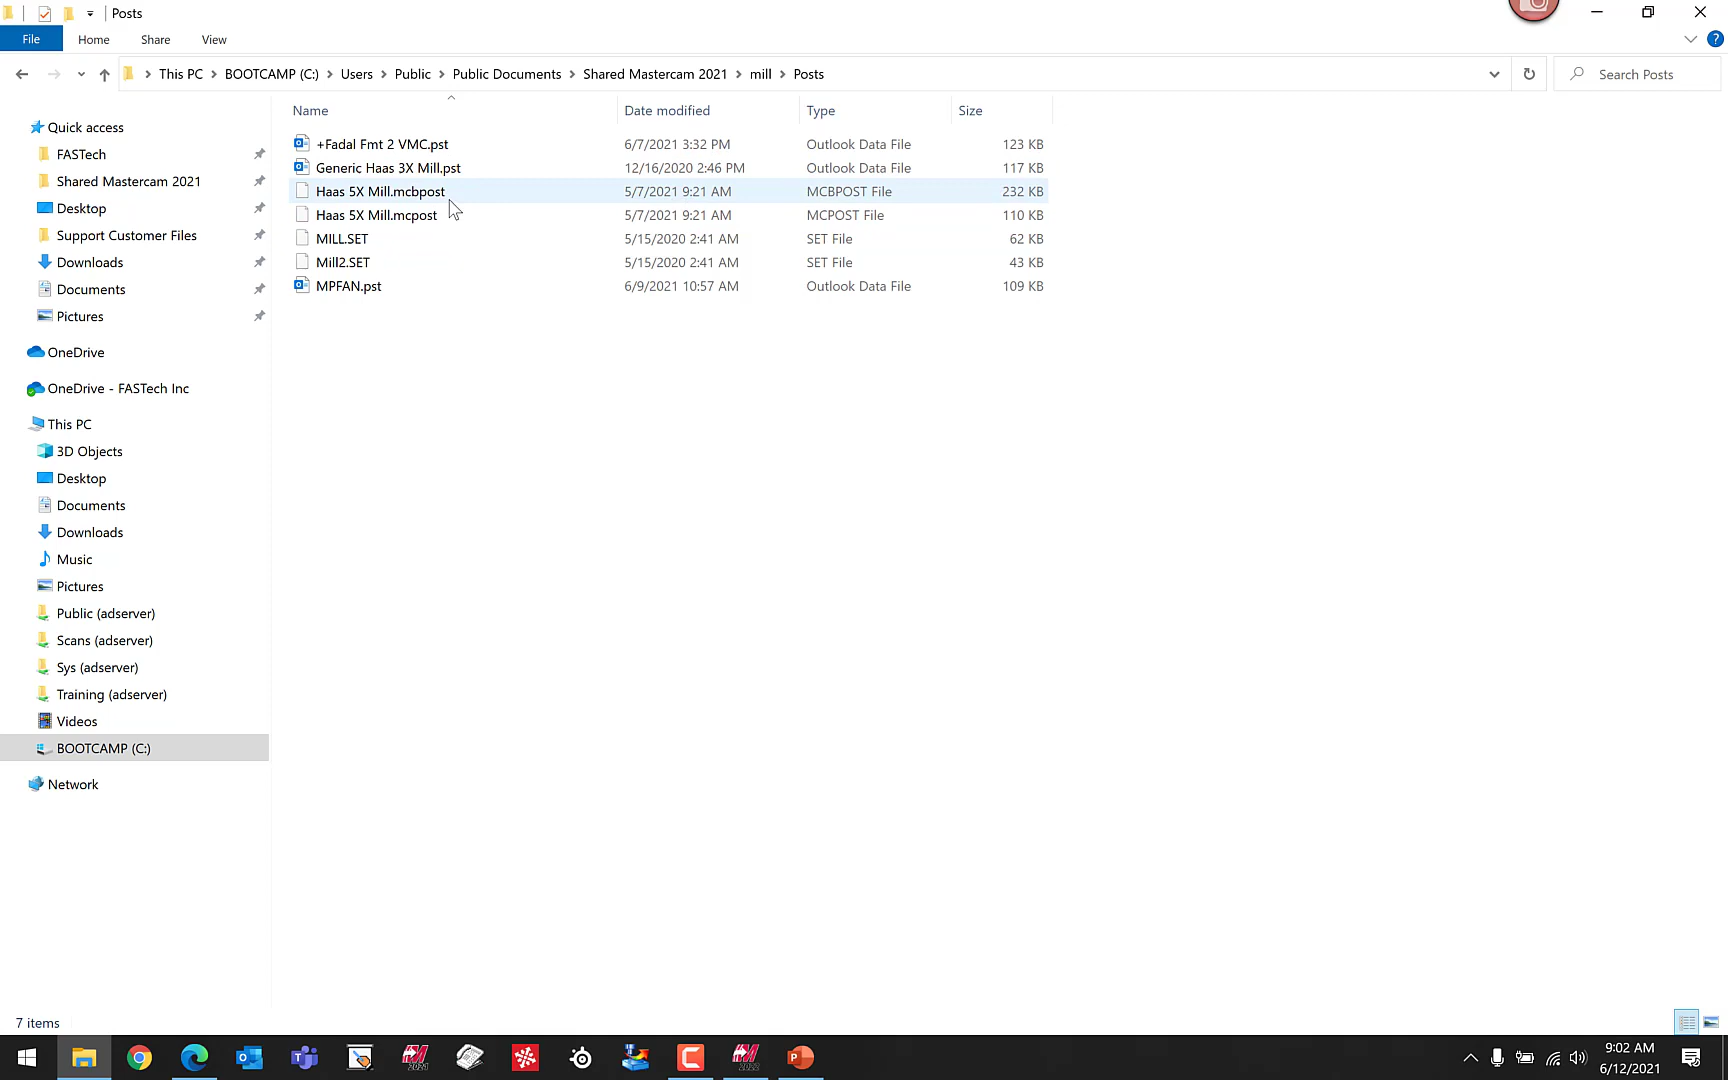 Posts
File Home Share View
This PC BOOTCAMP (C:) Users Public Public Documents Shared Mastercam 2021 mill Posts
Search Posts
Name Date modified Type Size
+Fadal Fmt 2 VMC.pst 6/7/2021 3:32 PM Outlook Data File 123 KB
Generic Haas 3X Mill.pst 12/16/2020 2:46 PM Outlook Data File 117 KB
Haas 5X Mill.mcbpost 5/7/2021 9:21 AM MCBPOST File 232 KB
Haas 5X Mill.mcpost 5/7/2021 9:21 AM MCPOST File 110 KB
MILL.SET 5/15/2020 2:41 AM SET File 62 KB
Mill2.SET 5/15/2020 2:41 AM SET File 43 KB
MPFAN.pst 6/9/2021 10:57 AM Outlook Data File 109 KB
Quick access
FASTech
Shared Mastercam 2021
Desktop
Support Customer Files
Downloads
Documents
Pictures
OneDrive
OneDrive - FASTech Inc
This PC
3D Objects
Desktop
Documents
Downloads
Music
Pictures
Public (adserver)
Scans (adserver)
Sys (adserver)
Training (adserver)
Videos
BOOTCAMP (C:)
Network
7 items
2021
2022
9:02 AM
6/12/2021